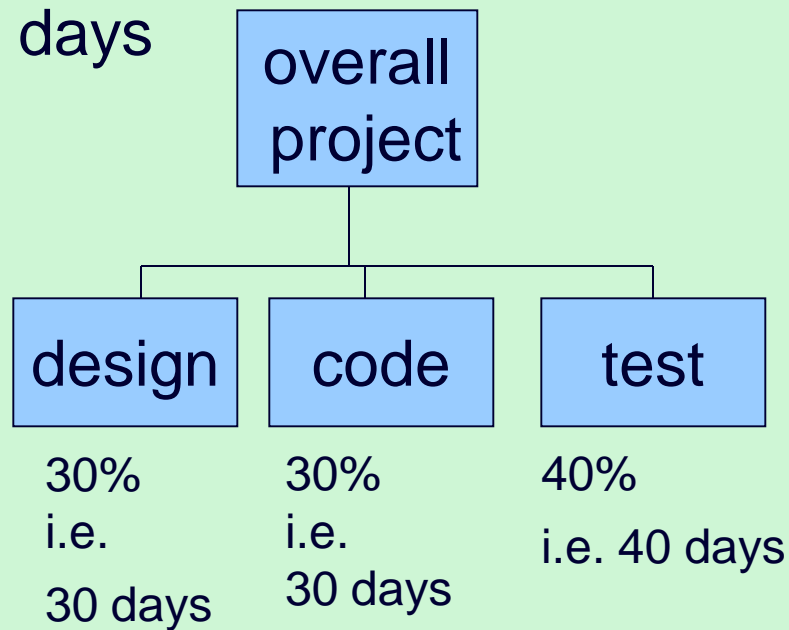 days
overall
project
design
code
test
30%
i.e.
30 days
30%
i.e.
30 days
40%
i.e. 40 days